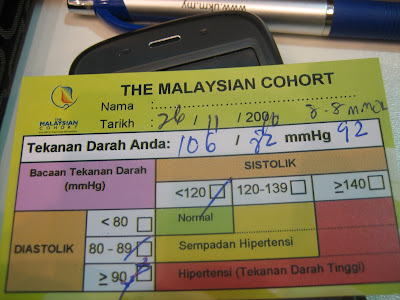 www.ukm.my
THE MALAYSIAN COHORT
THE MALAYSIAN COHORT
Nama :
Tarikh : 26 / 11 / 200 8.8 mmol
Tekanan Darah Anda: 106 / 82 mmHg 92
Bacaan Tekanan Darah (mmHg)
SISTOLIK
<120 120-139 ≥140
DIASTOLIK
< 80 Normal
80 - 89 Sempadan Hipertensi
≥ 90 Hipertensi (Tekanan Darah Tinggi)